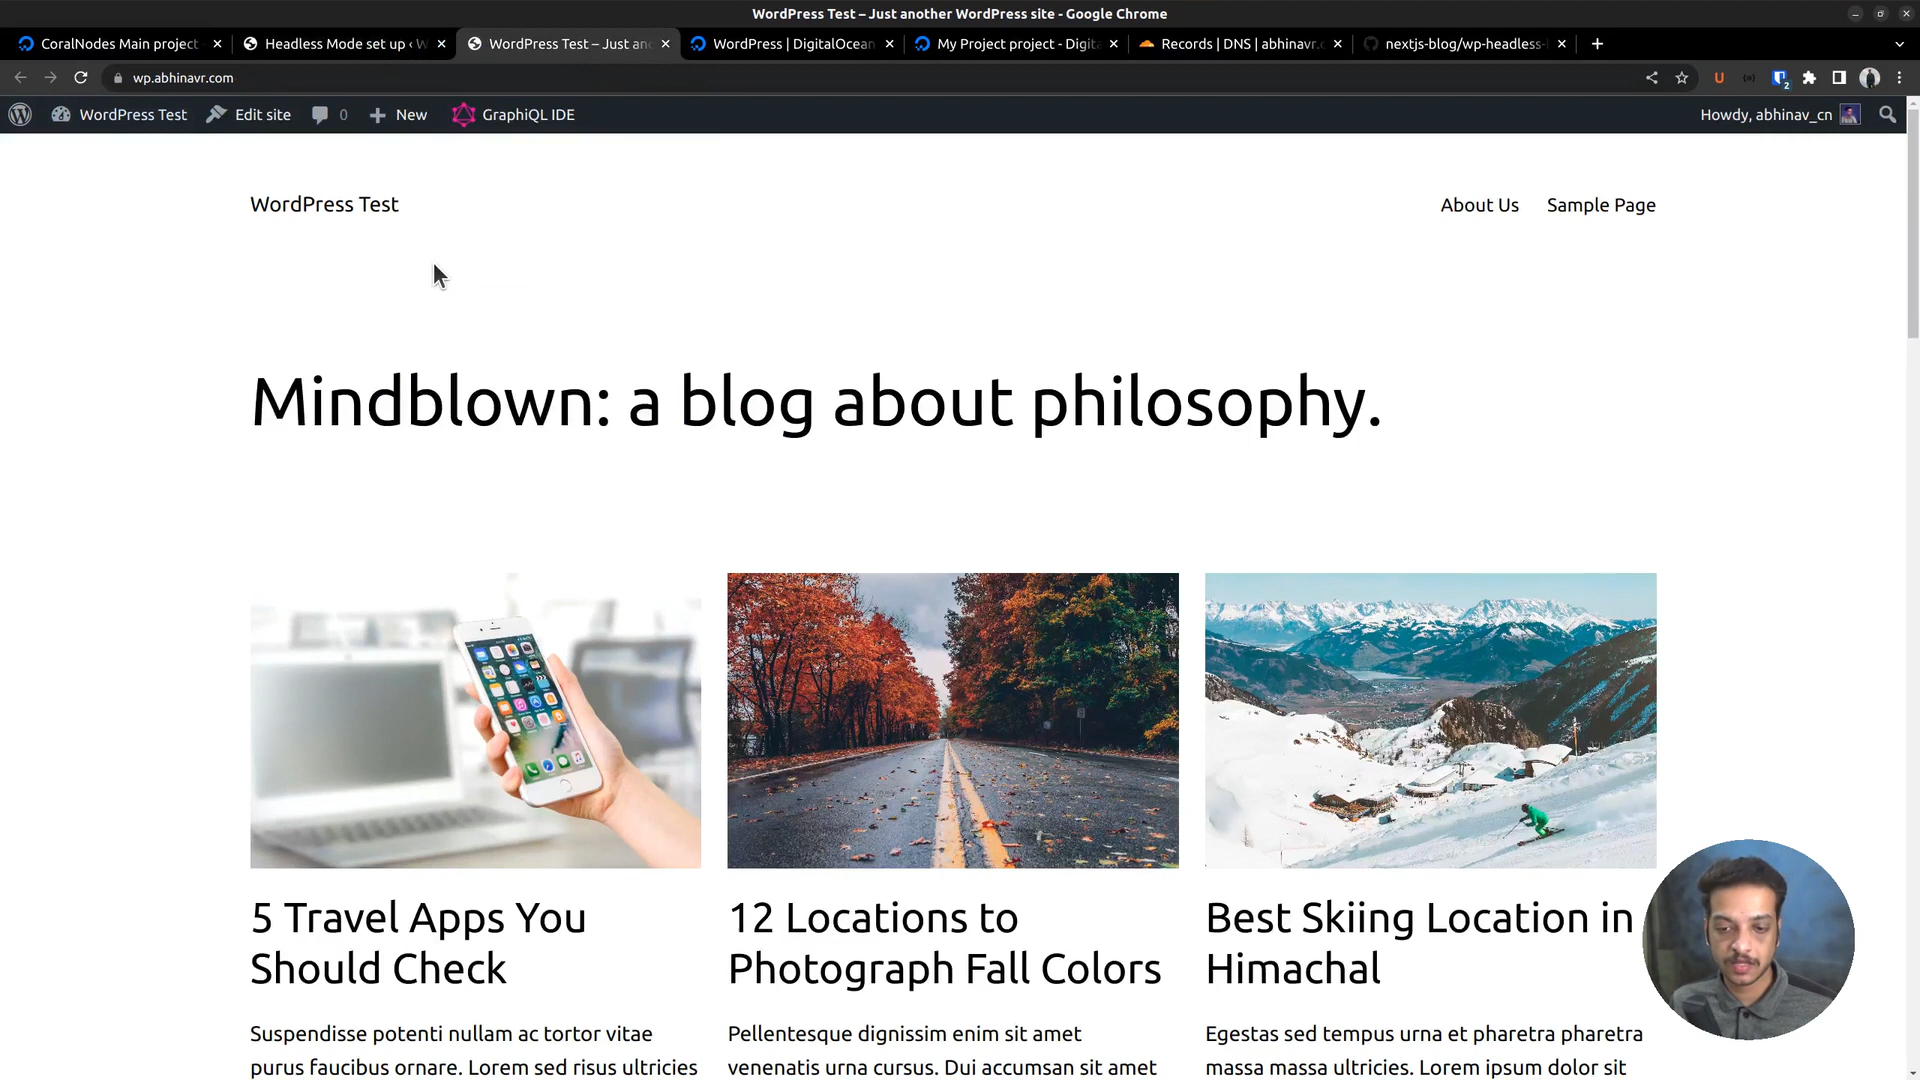 WordPress Test – Just another WordPress site - Google Chrome
CoralNodes Main project -
Headless Mode set up ‹ W
WordPress Test – Just an
WordPress | DigitalOcean
My Project project - Digita
Records | DNS | abhinavr.c
nextjs-blog/wp-headless-
wp.abhinavr.com
U
2
WordPress Test
Edit site
0
New
GraphiQL IDE
Howdy, abhinav_cn
WordPress Test
About Us
Sample Page
Mindblown: a blog about philosophy.
5 Travel Apps You
Should Check
Suspendisse potenti nullam ac tortor vitae
purus faucibus ornare. Lorem sed risus ultricies
12 Locations to
Photograph Fall Colors
Pellentesque dignissim enim sit amet
venenatis urna cursus. Dui accumsan sit amet
Best Skiing Location in
Himachal
Egestas sed tempus urna et pharetra pharetra
massa massa ultricies. Lorem ipsum dolor sit